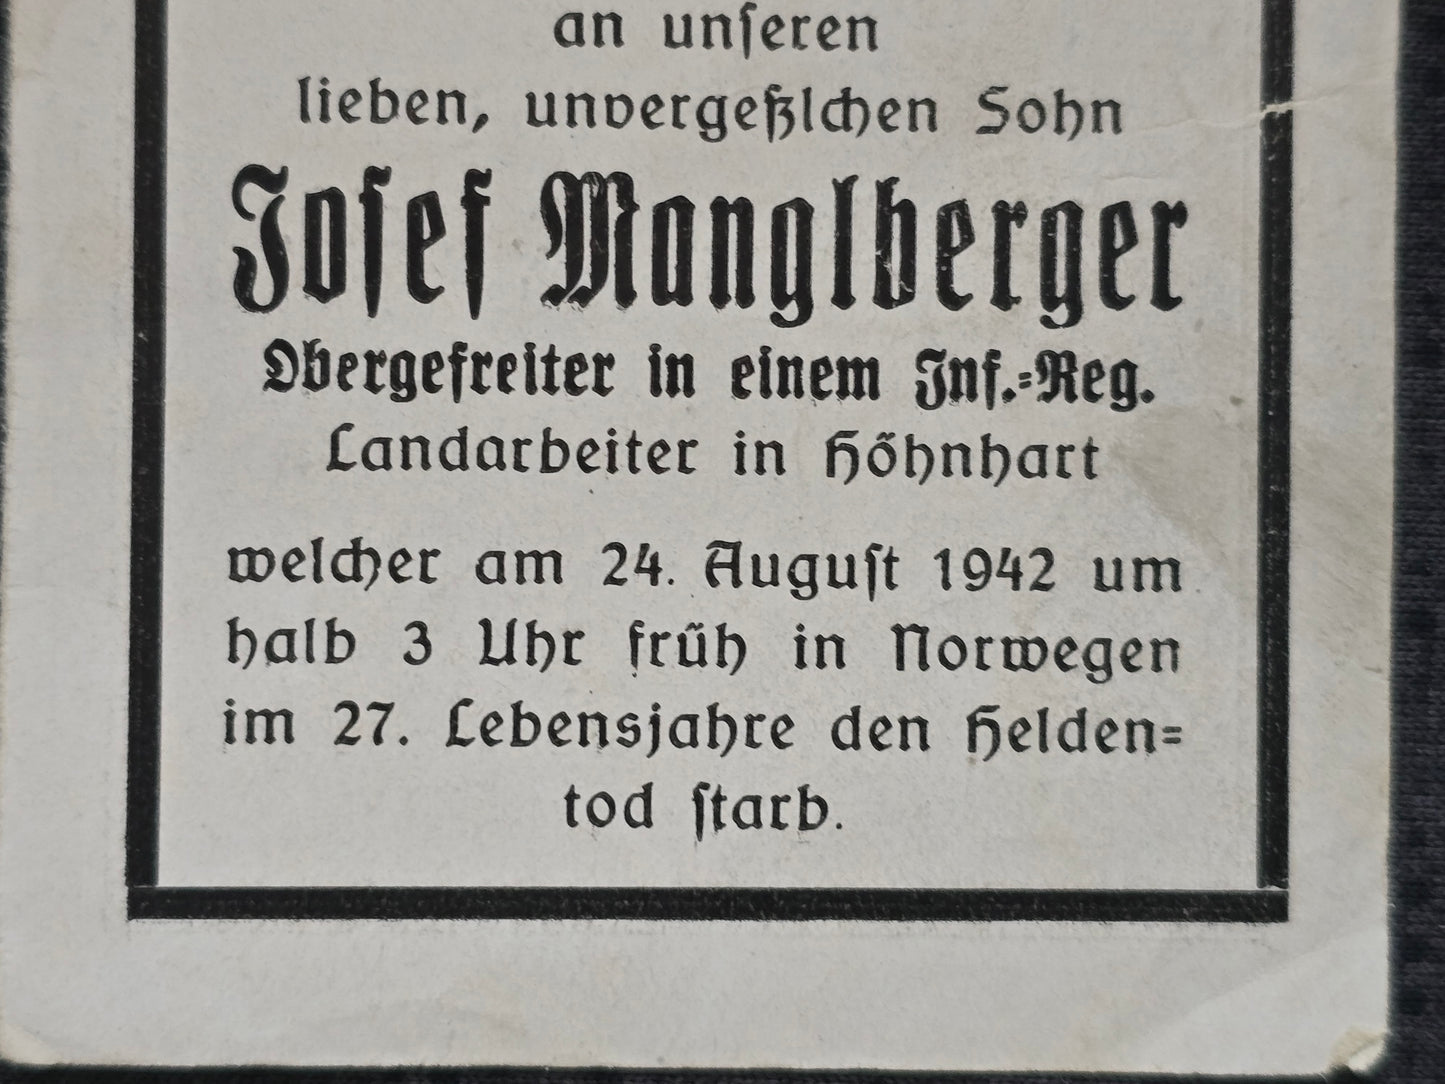 an unſeren
lieben, unvergeßlchen Sohn
Joſef Manglberger
Obergefreiter in einem Inf.=Reg.
Landarbeiter in Höhnhart
welcher am 24. Auguſt 1942 um
halb 3 Uhr früh in Norwegen
im 27. Lebensjahre den Helden=
tod ſtarb.